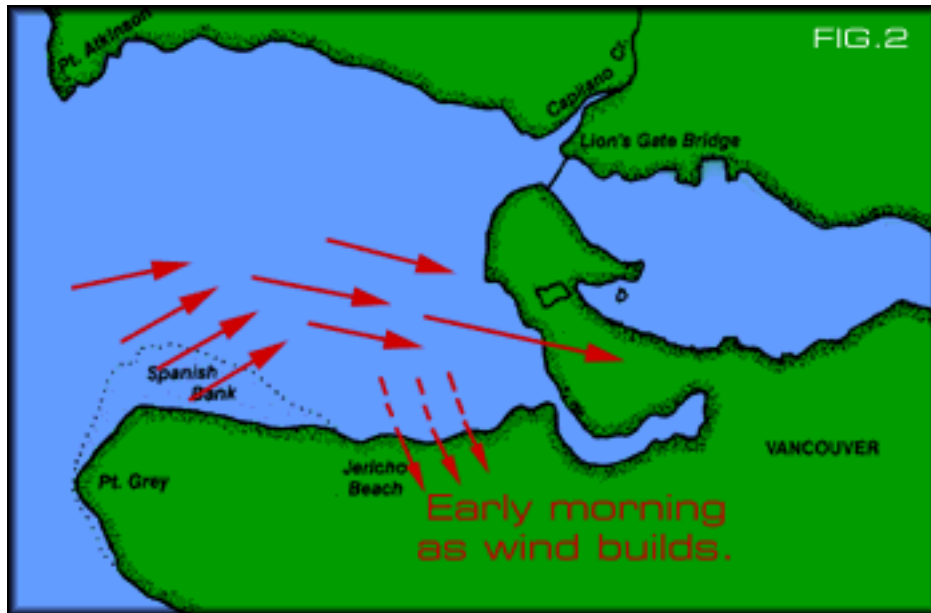 FIG.2
Pt. Atkinson
Capilano Cr.
Lion's Gate Bridge
Spanish
Bank
Pt. Grey
Jericho
Beach
VANCOUVER
Early morning
as wind builds.